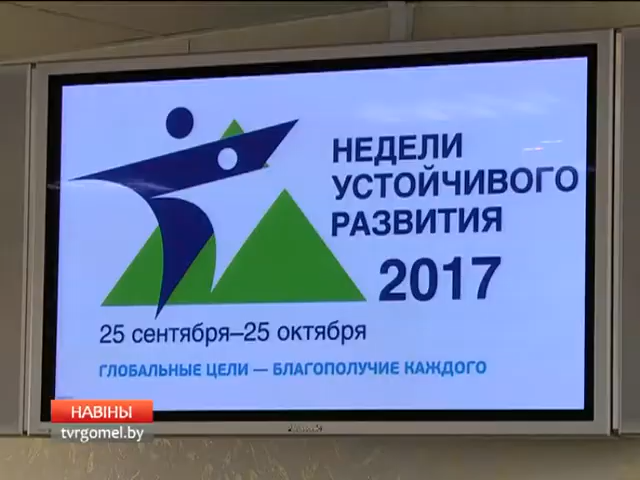 НЕДЕЛИ
УСТОЙЧИВОГО
РАЗВИТИЯ
2017
25 сентября–25 октября
ГЛОБАЛЬНЫЕ ЦЕЛИ — БЛАГОПОЛУЧИЕ КАЖДОГО
НАВІНЫ
tvrgomel.by